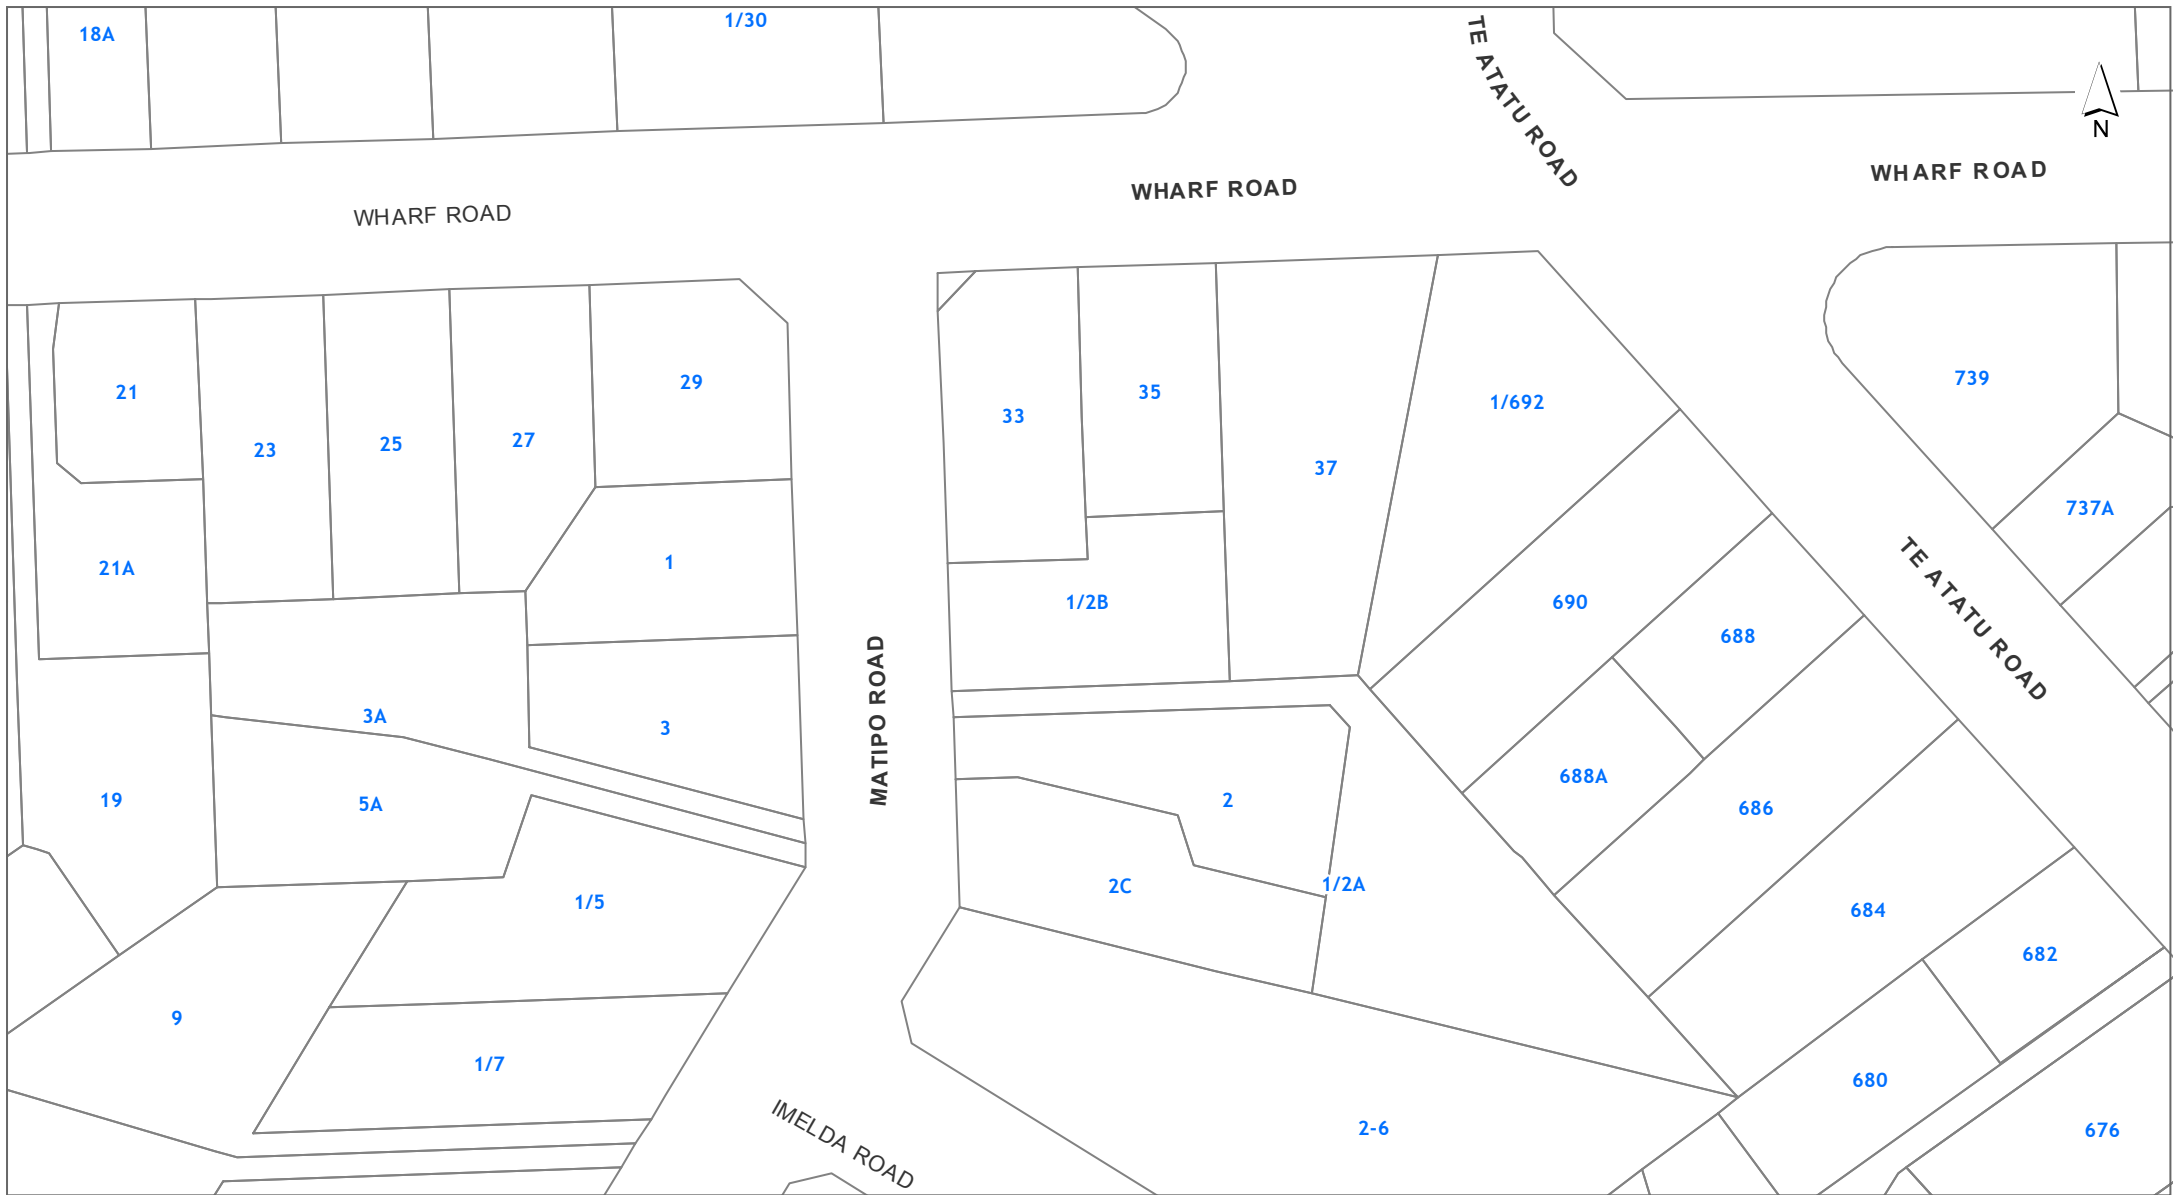 18A
1/30
TE ATATU ROAD
N
WHARF ROAD
WHARF ROAD
WHARF ROAD
21
23
25
27
29
33
35
37
1/692
739
737A
21A
1
1/2B
690
688
TE ATATU ROAD
3A
3
MATIPO ROAD
19
5A
2
688A
686
1/5
2C
1/2A
684
682
9
1/7
680
IMELDA ROAD
2-6
676